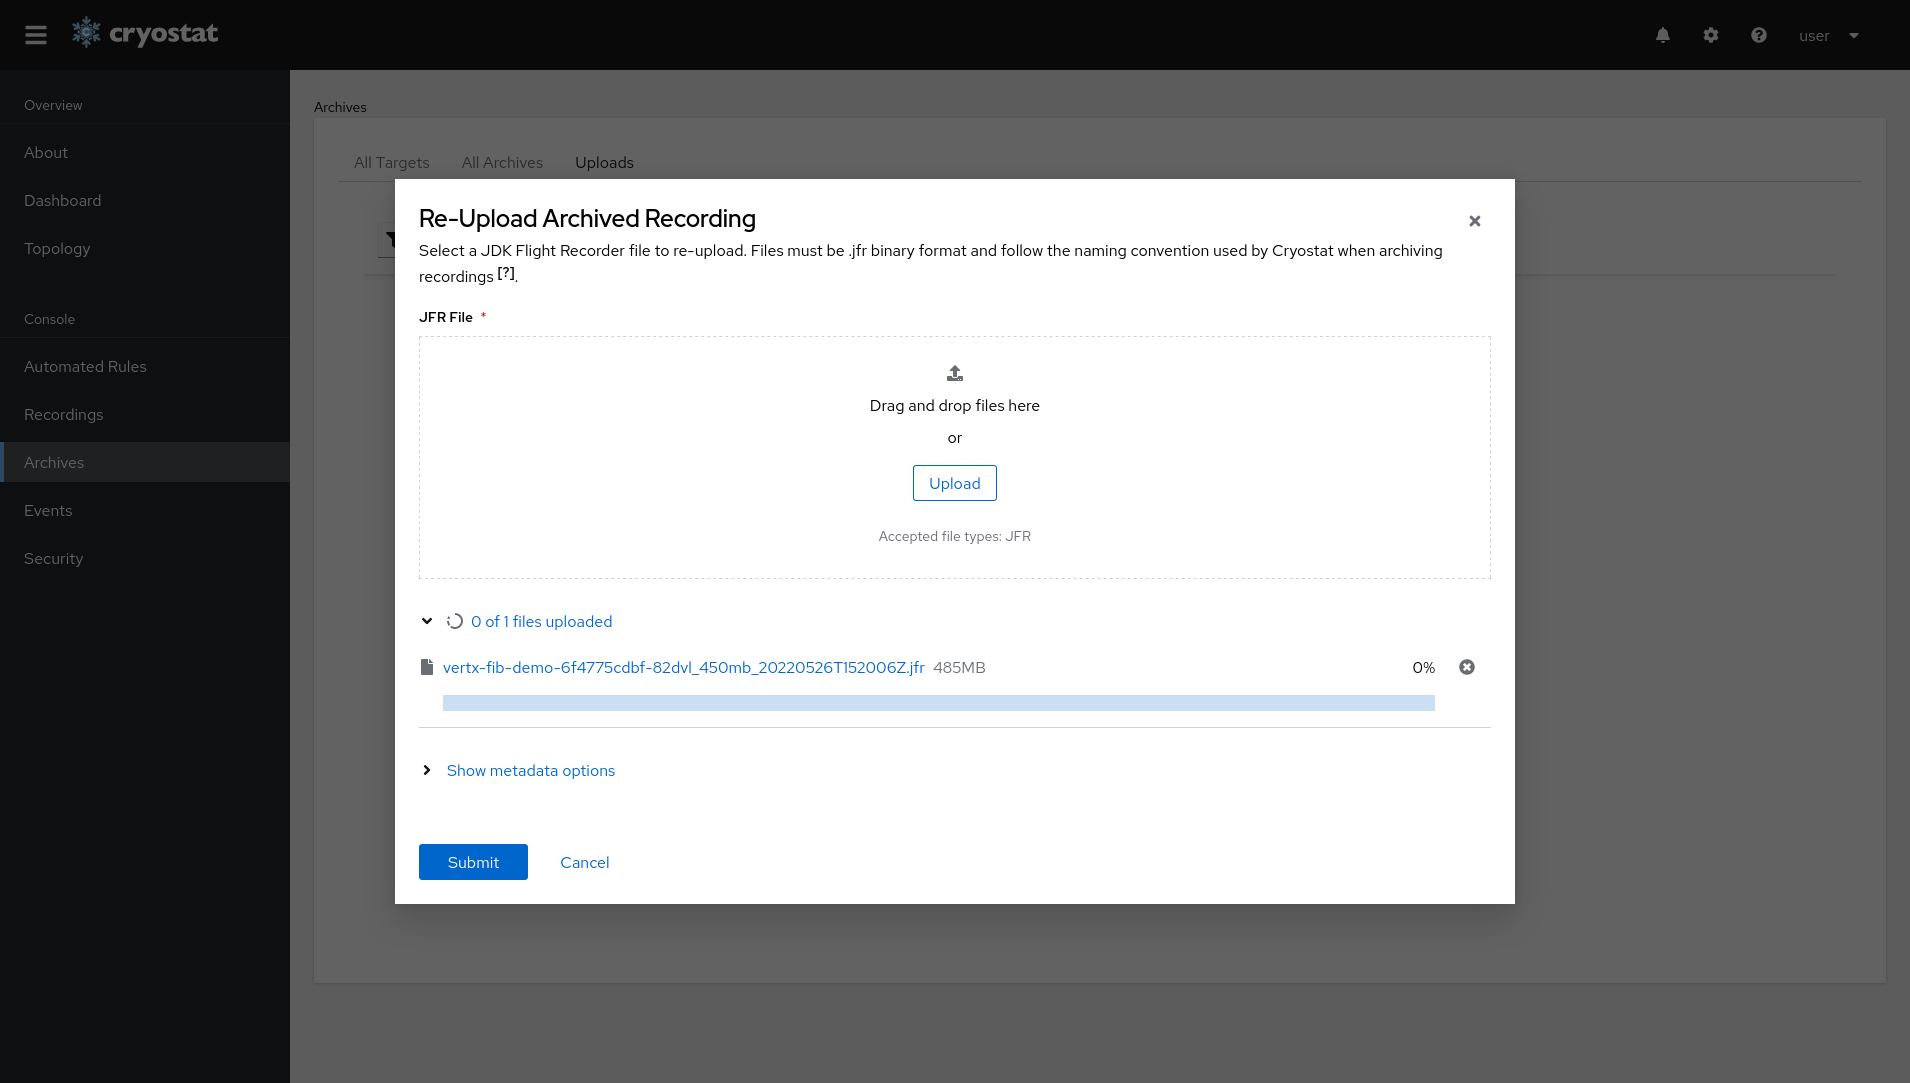 cryostat
user
Overview
About
Dashboard
Topology
Console
Automated Rules
Recordings
Archives
Events
Security
Archives
All Targets
All Archives
Uploads
Re-Upload Archived Recording
Select a JDK Flight Recorder file to re-upload. Files must be .jfr binary format and follow the naming convention used by Cryostat when archiving
recordings [?].
JFR File *
Drag and drop files here
or
Upload
Accepted file types: JFR
0 of 1 files uploaded
vertx-fib-demo-6f4775cdbf-82dvl_450mb_20220526T152006Z.jfr 485MB
0%
Show metadata options
Submit
Cancel